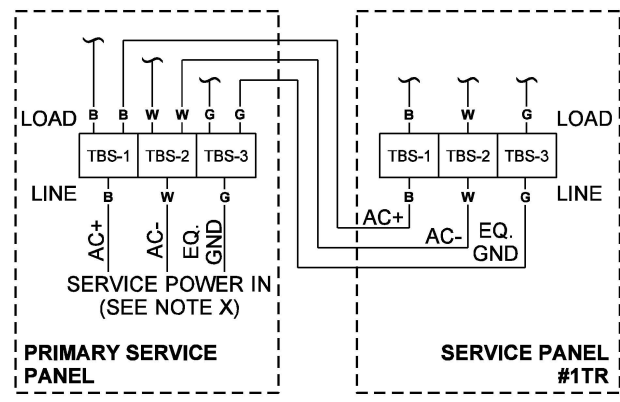 B B W W G G
LOAD
TBS-1 TBS-2 TBS-3
LINE
B W G
AC+ AC- EQ. GND
SERVICE POWER IN
(SEE NOTE X)
PRIMARY SERVICE
PANEL
B W G
LOAD
TBS-1 TBS-2 TBS-3
LINE
B W G
AC+ AC- EQ.
GND
SERVICE PANEL
#1TR